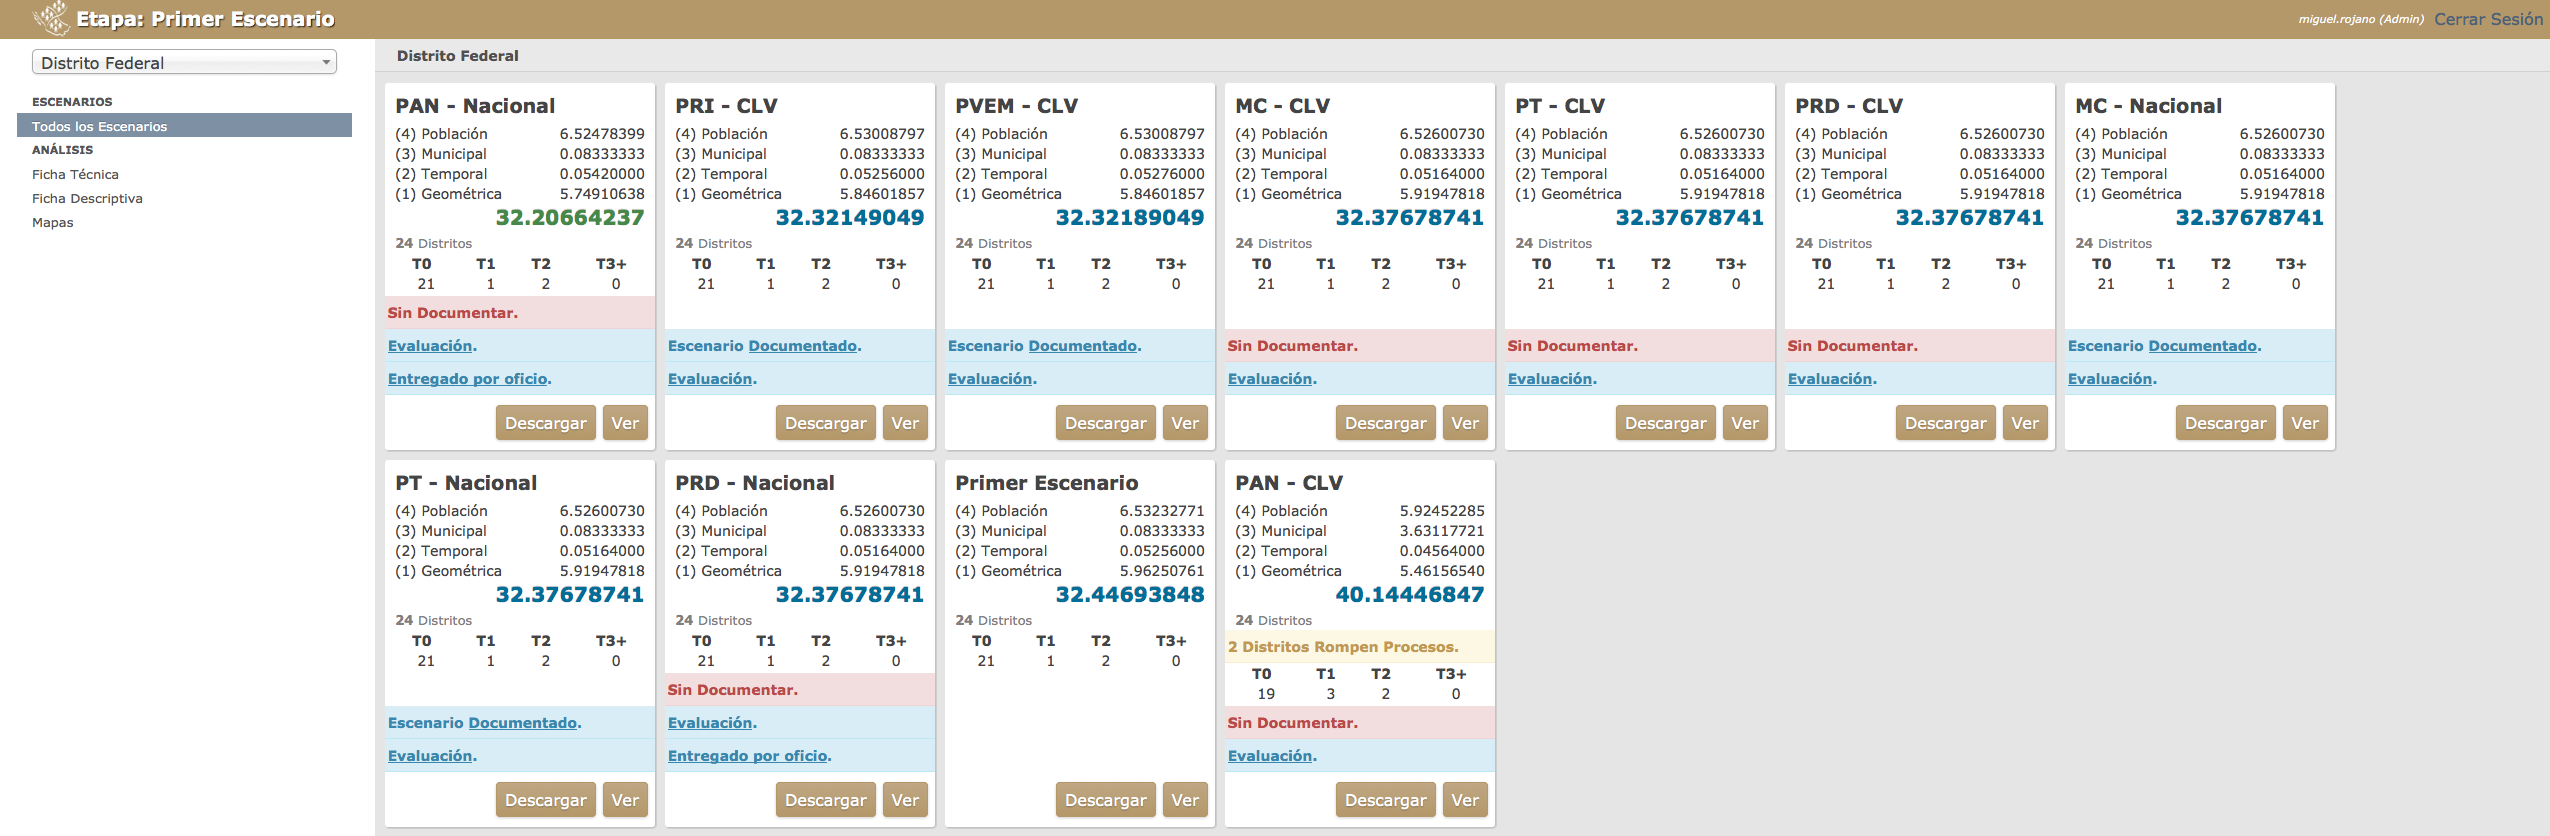 Etapa: Primer Escenario
miguel.rojano (Admin) Cerrar Sesión
Distrito Federal
ESCENARIOS
Todos los Escenarios
ANÁLISIS
Ficha Técnica
Ficha Descriptiva
Mapas
Distrito Federal
PAN - Nacional
(4) Población 6.52478399
(3) Municipal 0.08333333
(2) Temporal 0.05420000
(1) Geométrica 5.74910638
32.20664237
24 Distritos
T0 T1 T2 T3+
21 1 2 0
Sin Documentar.
Evaluación.
Entregado por oficio.
Descargar Ver
PRI - CLV
(4) Población 6.53008797
(3) Municipal 0.08333333
(2) Temporal 0.05256000
(1) Geométrica 5.84601857
32.32149049
24 Distritos
T0 T1 T2 T3+
21 1 2 0
Escenario Documentado.
Evaluación.
Descargar Ver
PVEM - CLV
(4) Población 6.53008797
(3) Municipal 0.08333333
(2) Temporal 0.05276000
(1) Geométrica 5.84601857
32.32189049
24 Distritos
T0 T1 T2 T3+
21 1 2 0
Escenario Documentado.
Evaluación.
Descargar Ver
MC - CLV
(4) Población 6.52600730
(3) Municipal 0.08333333
(2) Temporal 0.05164000
(1) Geométrica 5.91947818
32.37678741
24 Distritos
T0 T1 T2 T3+
21 1 2 0
Sin Documentar.
Evaluación.
Descargar Ver
PT - CLV
(4) Población 6.52600730
(3) Municipal 0.08333333
(2) Temporal 0.05164000
(1) Geométrica 5.91947818
32.37678741
24 Distritos
T0 T1 T2 T3+
21 1 2 0
Sin Documentar.
Evaluación.
Descargar Ver
PRD - CLV
(4) Población 6.52600730
(3) Municipal 0.08333333
(2) Temporal 0.05164000
(1) Geométrica 5.91947818
32.37678741
24 Distritos
T0 T1 T2 T3+
21 1 2 0
Sin Documentar.
Evaluación.
Descargar Ver
MC - Nacional
(4) Población 6.52600730
(3) Municipal 0.08333333
(2) Temporal 0.05164000
(1) Geométrica 5.91947818
32.37678741
24 Distritos
T0 T1 T2 T3+
21 1 2 0
Escenario Documentado.
Evaluación.
Descargar Ver
PT - Nacional
(4) Población 6.52600730
(3) Municipal 0.08333333
(2) Temporal 0.05164000
(1) Geométrica 5.91947818
32.37678741
24 Distritos
T0 T1 T2 T3+
21 1 2 0
Escenario Documentado.
Evaluación.
Descargar Ver
PRD - Nacional
(4) Población 6.52600730
(3) Municipal 0.08333333
(2) Temporal 0.05164000
(1) Geométrica 5.91947818
32.37678741
24 Distritos
T0 T1 T2 T3+
21 1 2 0
Sin Documentar.
Evaluación.
Entregado por oficio.
Descargar Ver
Primer Escenario
(4) Población 6.53232771
(3) Municipal 0.08333333
(2) Temporal 0.05256000
(1) Geométrica 5.96250761
32.44693848
24 Distritos
T0 T1 T2 T3+
21 1 2 0
Descargar Ver
PAN - CLV
(4) Población 5.92452285
(3) Municipal 3.63117721
(2) Temporal 0.04564000
(1) Geométrica 5.46156540
40.14446847
24 Distritos
2 Distritos Rompen Procesos.
T0 T1 T2 T3+
19 3 2 0
Sin Documentar.
Evaluación.
Descargar Ver